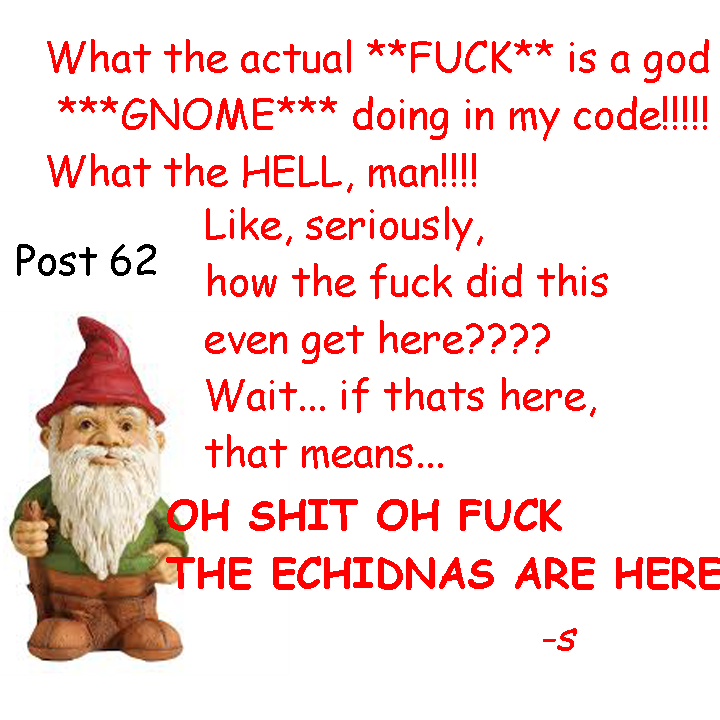 What the actual **FUCK** is a god
***GNOME*** doing in my code!!!!!
What the HELL, man!!!!
Like, seriously,
Post 62
how the fuck did this
even get here????
Wait... if thats here,
that means...
OH SHIT OH FUCK
THE ECHIDNAS ARE HERE
-s